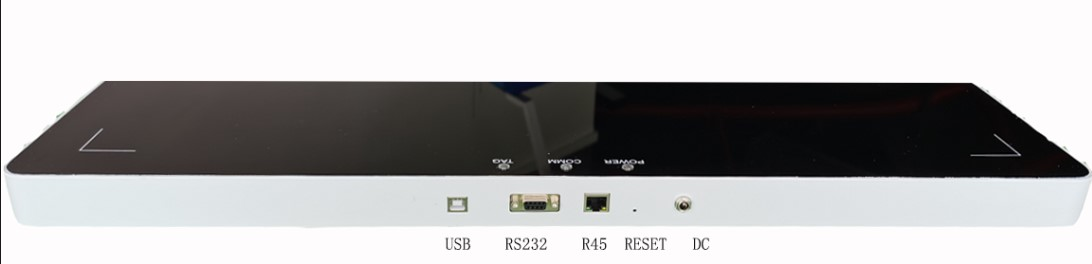 TAG COMM POWER
USB RS232 R45 RESET DC